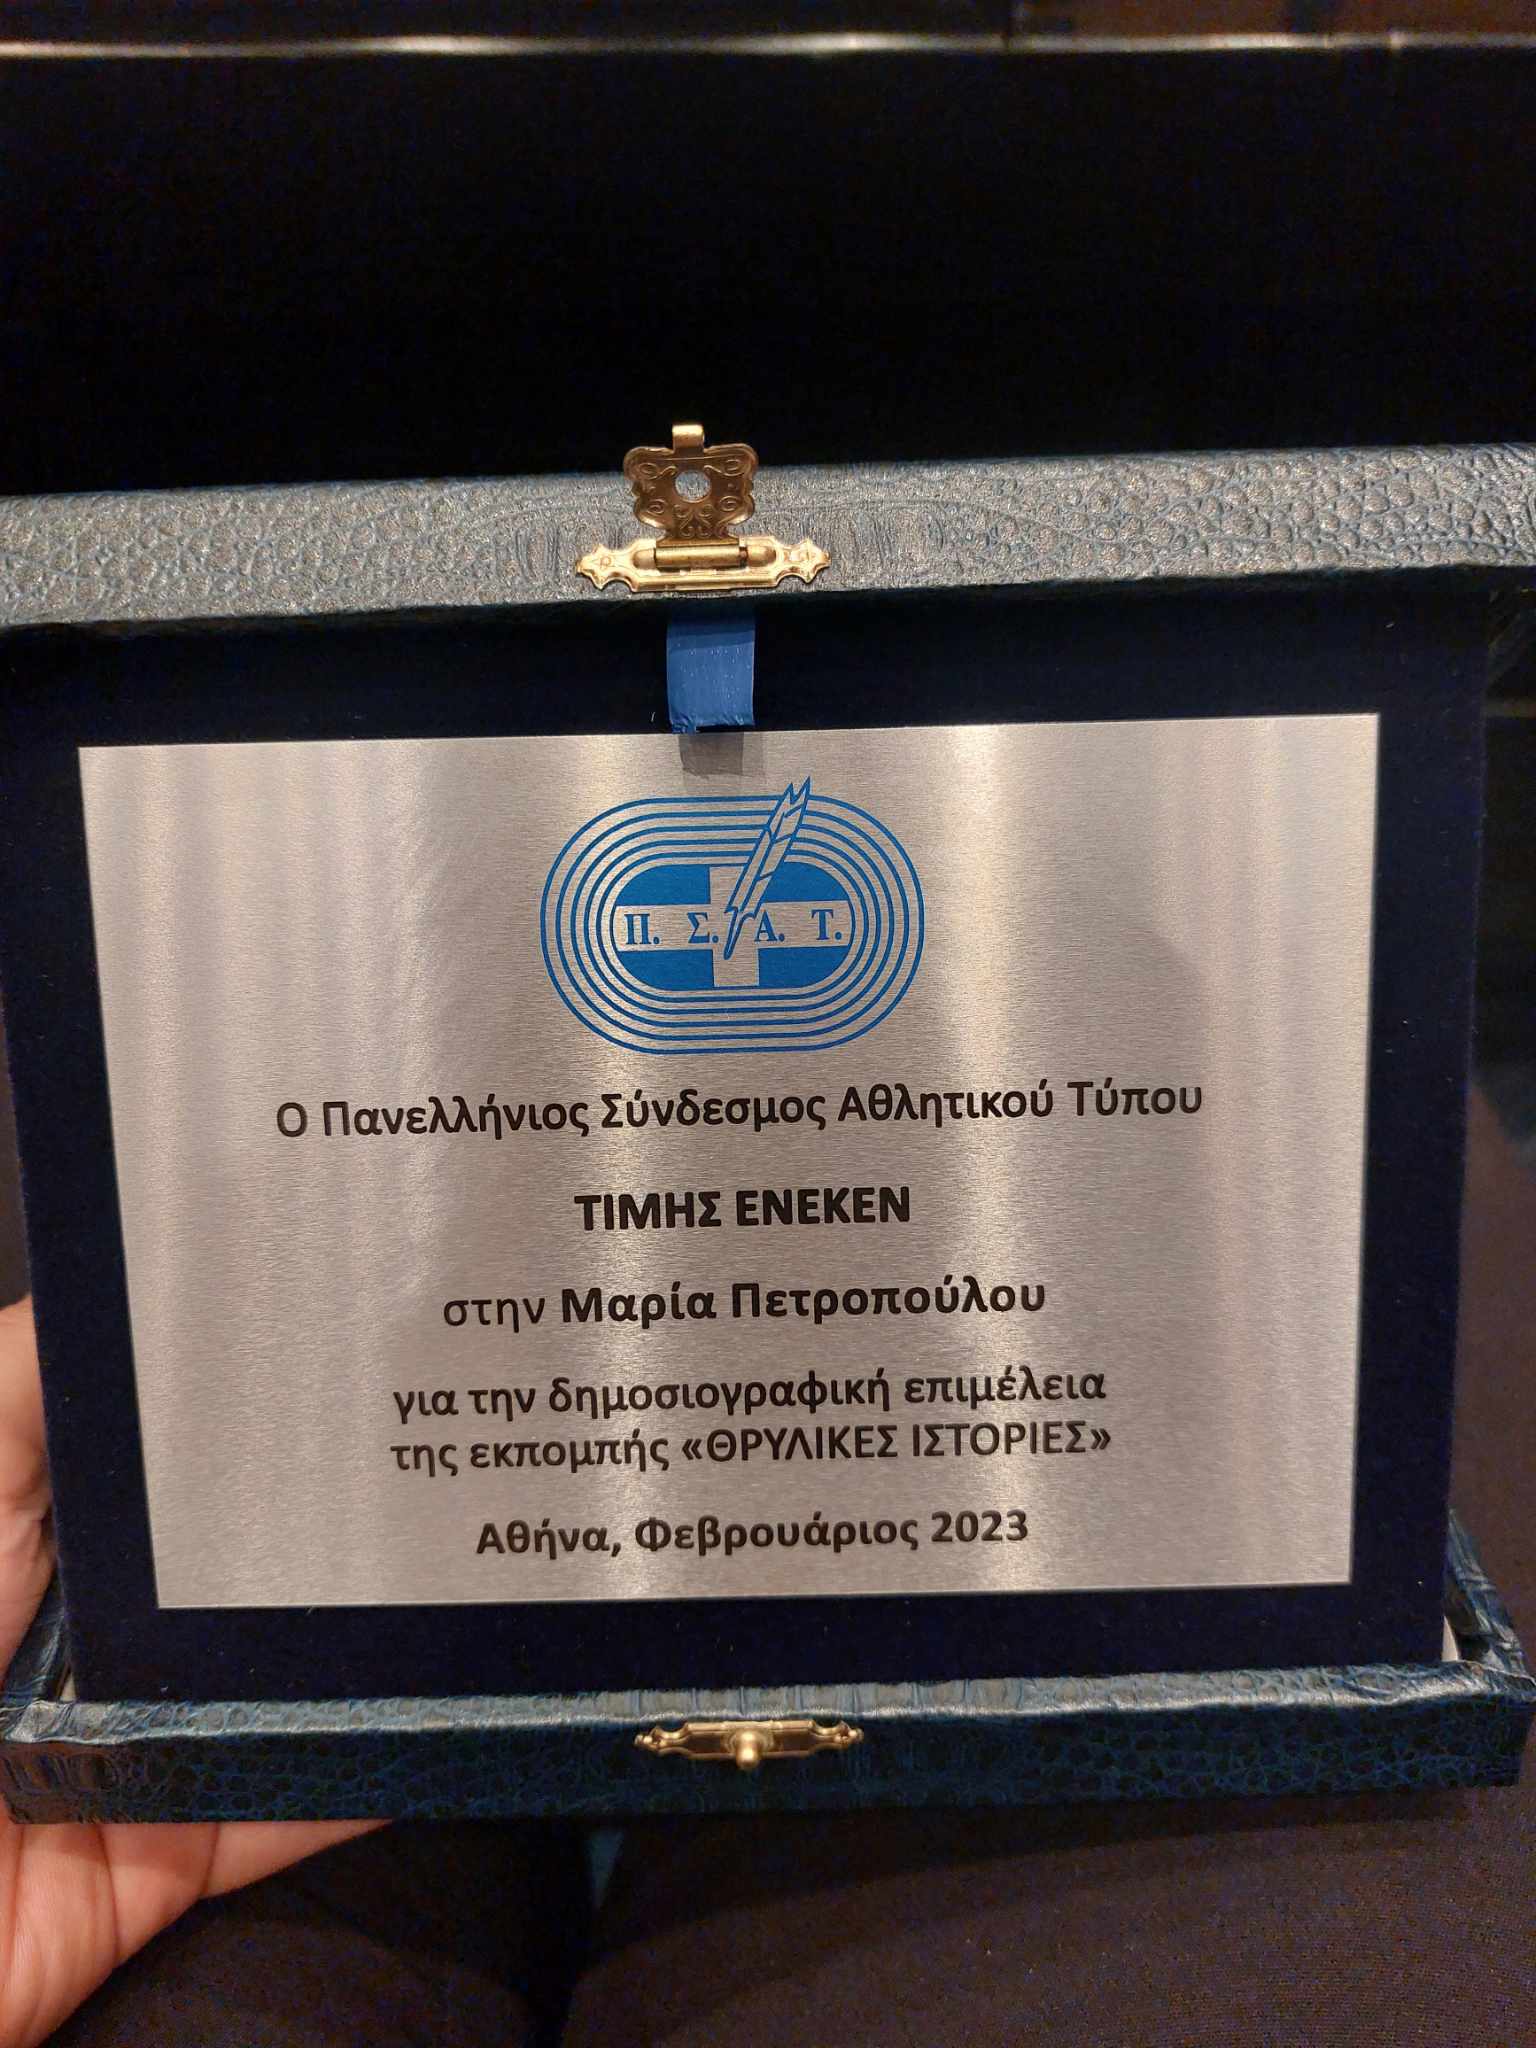 Π. Σ. Α. Τ.
Ο Πανελλήνιος Σύνδεσμος Αθλητικού Τύπου
ΤΙΜΗΣ ΕΝΕΚΕΝ
στην Μαρία Πετροπούλου
για την δημοσιογραφική επιμέλεια
της εκπομπής «ΘΡΥΛΙΚΕΣ ΙΣΤΟΡΙΕΣ»
Αθήνα, Φεβρουάριος 2023